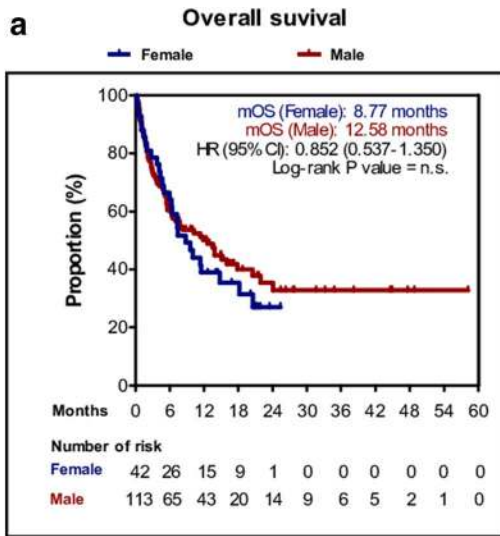 a
Overall suvival
Female Male
mOS (Female): 8.77 months
mOS (Male): 12.58 months
HR (95% CI): 0.852 (0.537-1.350)
Log-rank P value = n.s.
Proportion (%)
100
80
60
40
20
0
Months 0 6 12 18 24 30 36 42 48 54 60
Number of risk
Female 42 26 15 9 1 0 0 0 0 0 0
Male 113 65 43 20 14 9 6 5 2 1 0